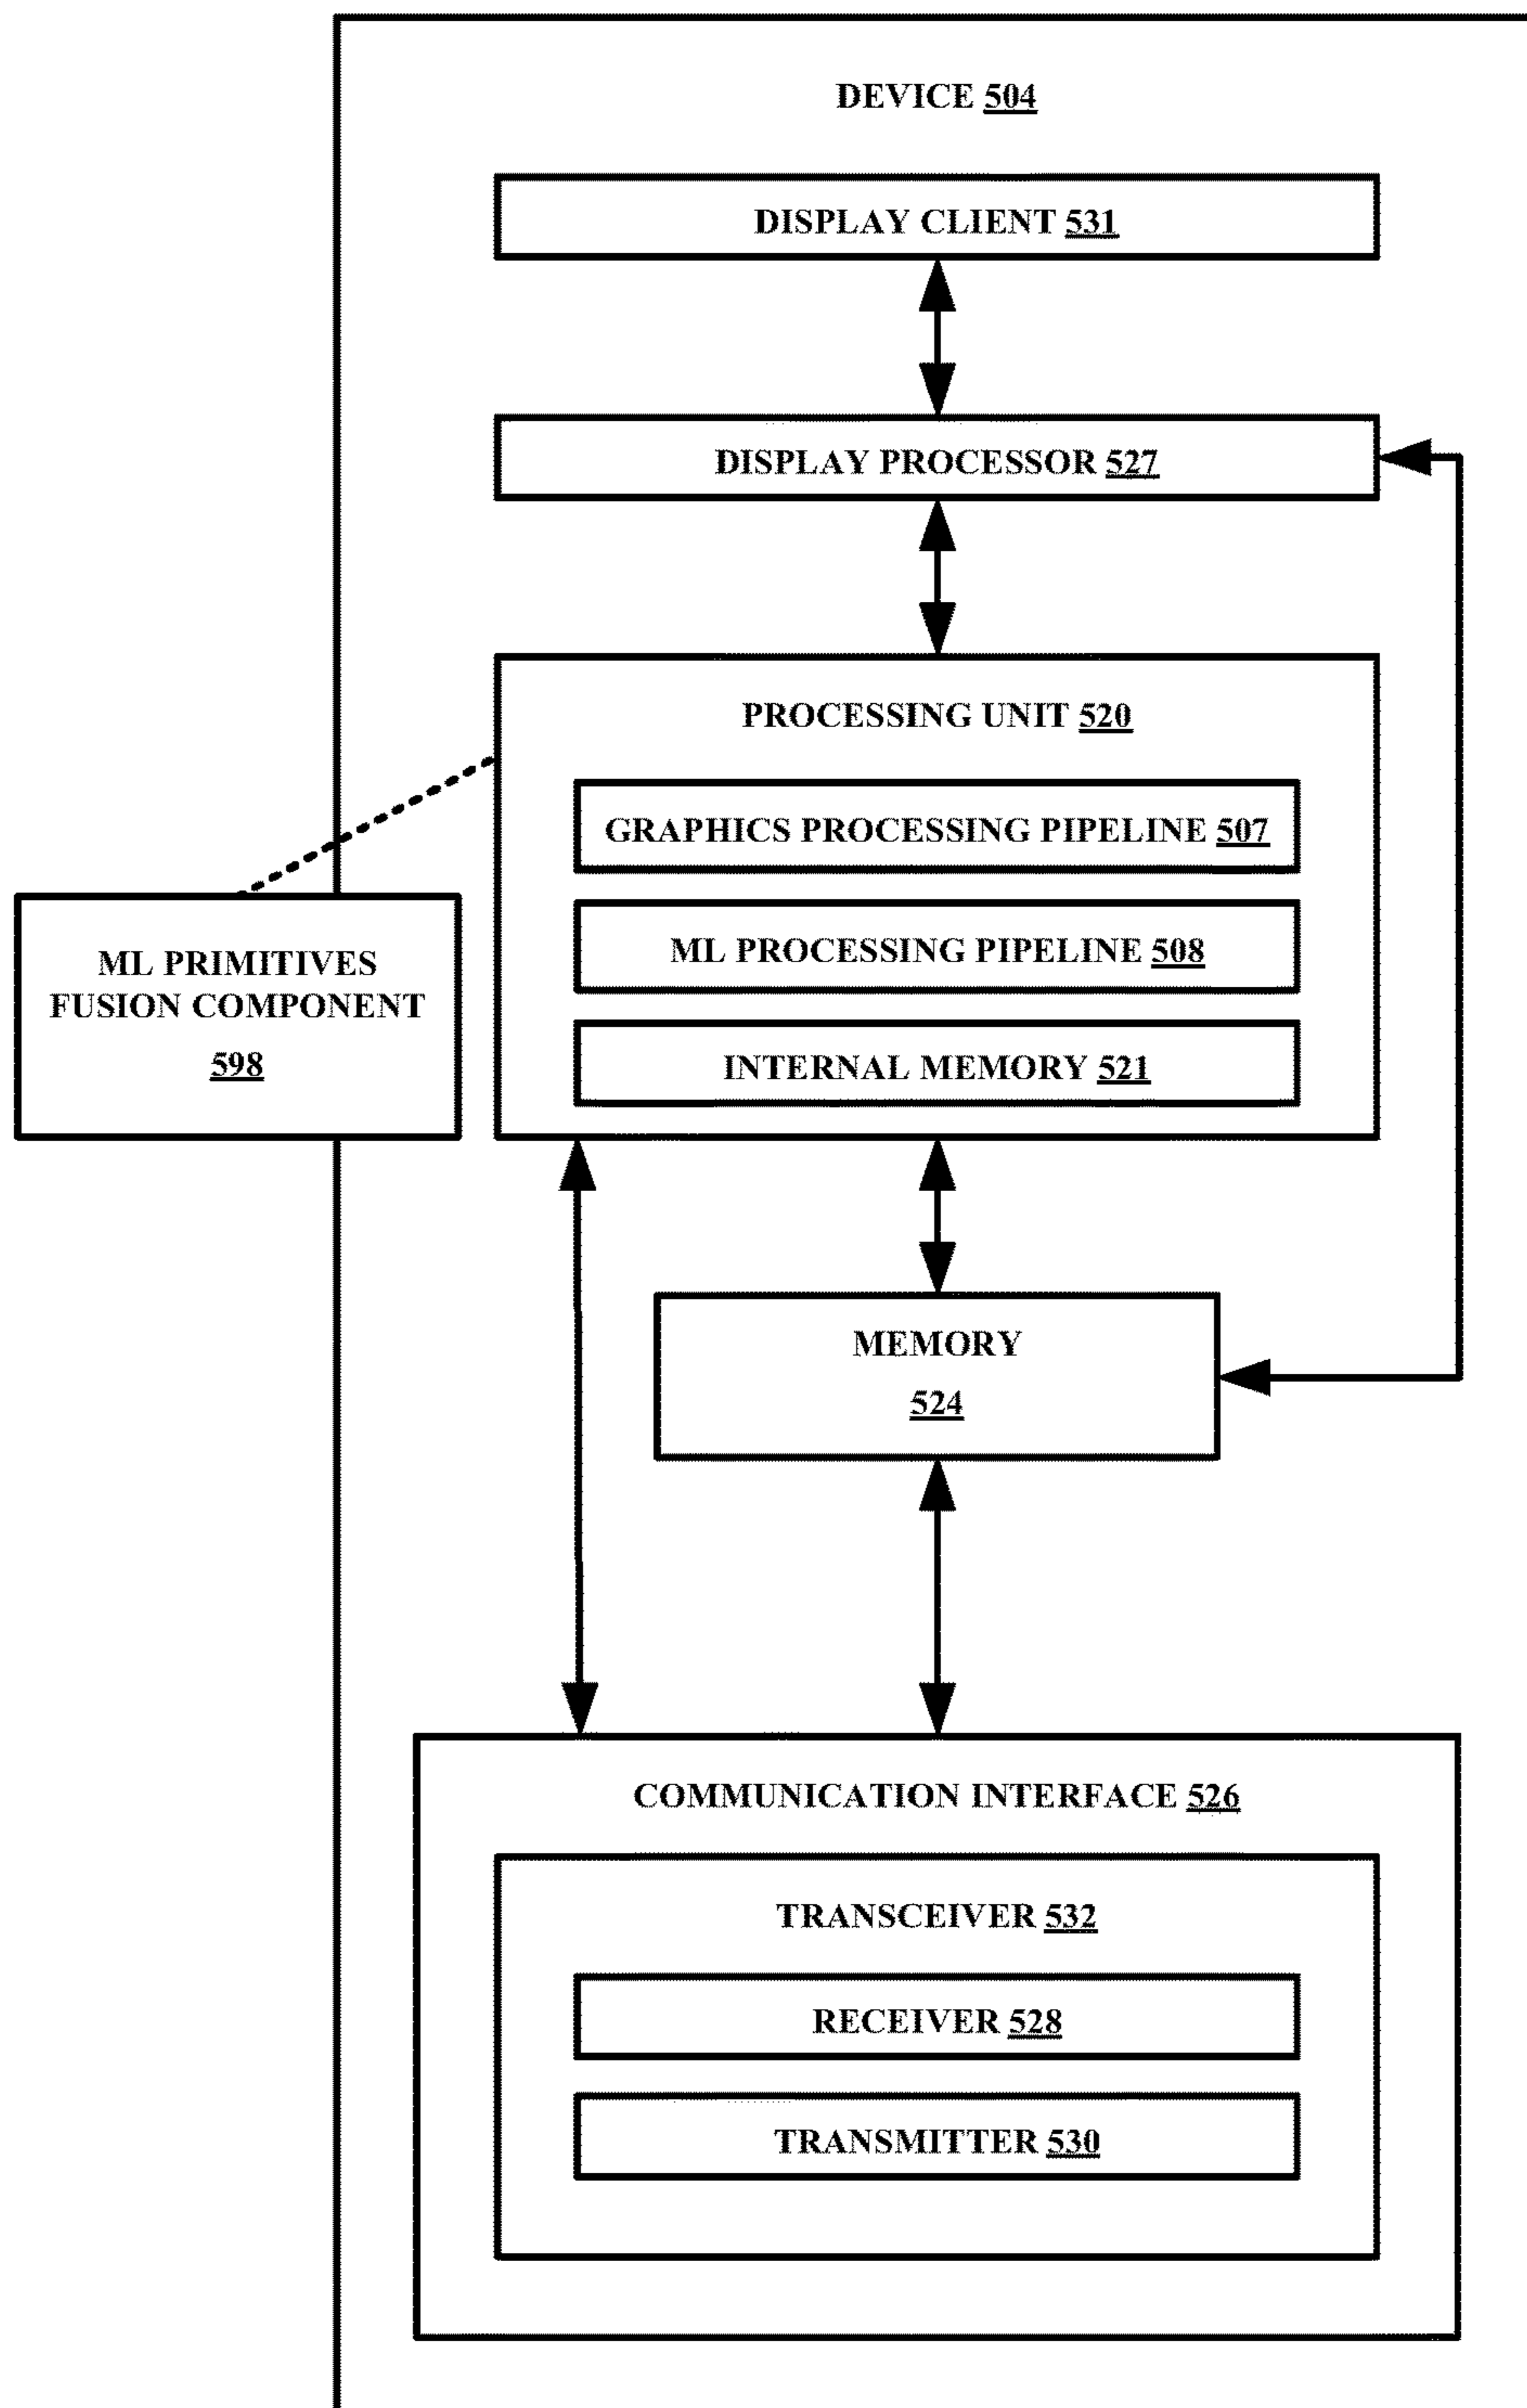 DEVICE 504
DISPLAY CLIENT 531
DISPLAY PROCESSOR 527
PROCESSING UNIT 520
GRAPHICS PROCESSING PIPELINE 507
ML PROCESSING PIPELINE 508
INTERNAL MEMORY 521
ML PRIMITIVES
FUSION COMPONENT
598
MEMORY
524
COMMUNICATION INTERFACE 526
TRANSCEIVER 532
RECEIVER 528
TRANSMITTER 530